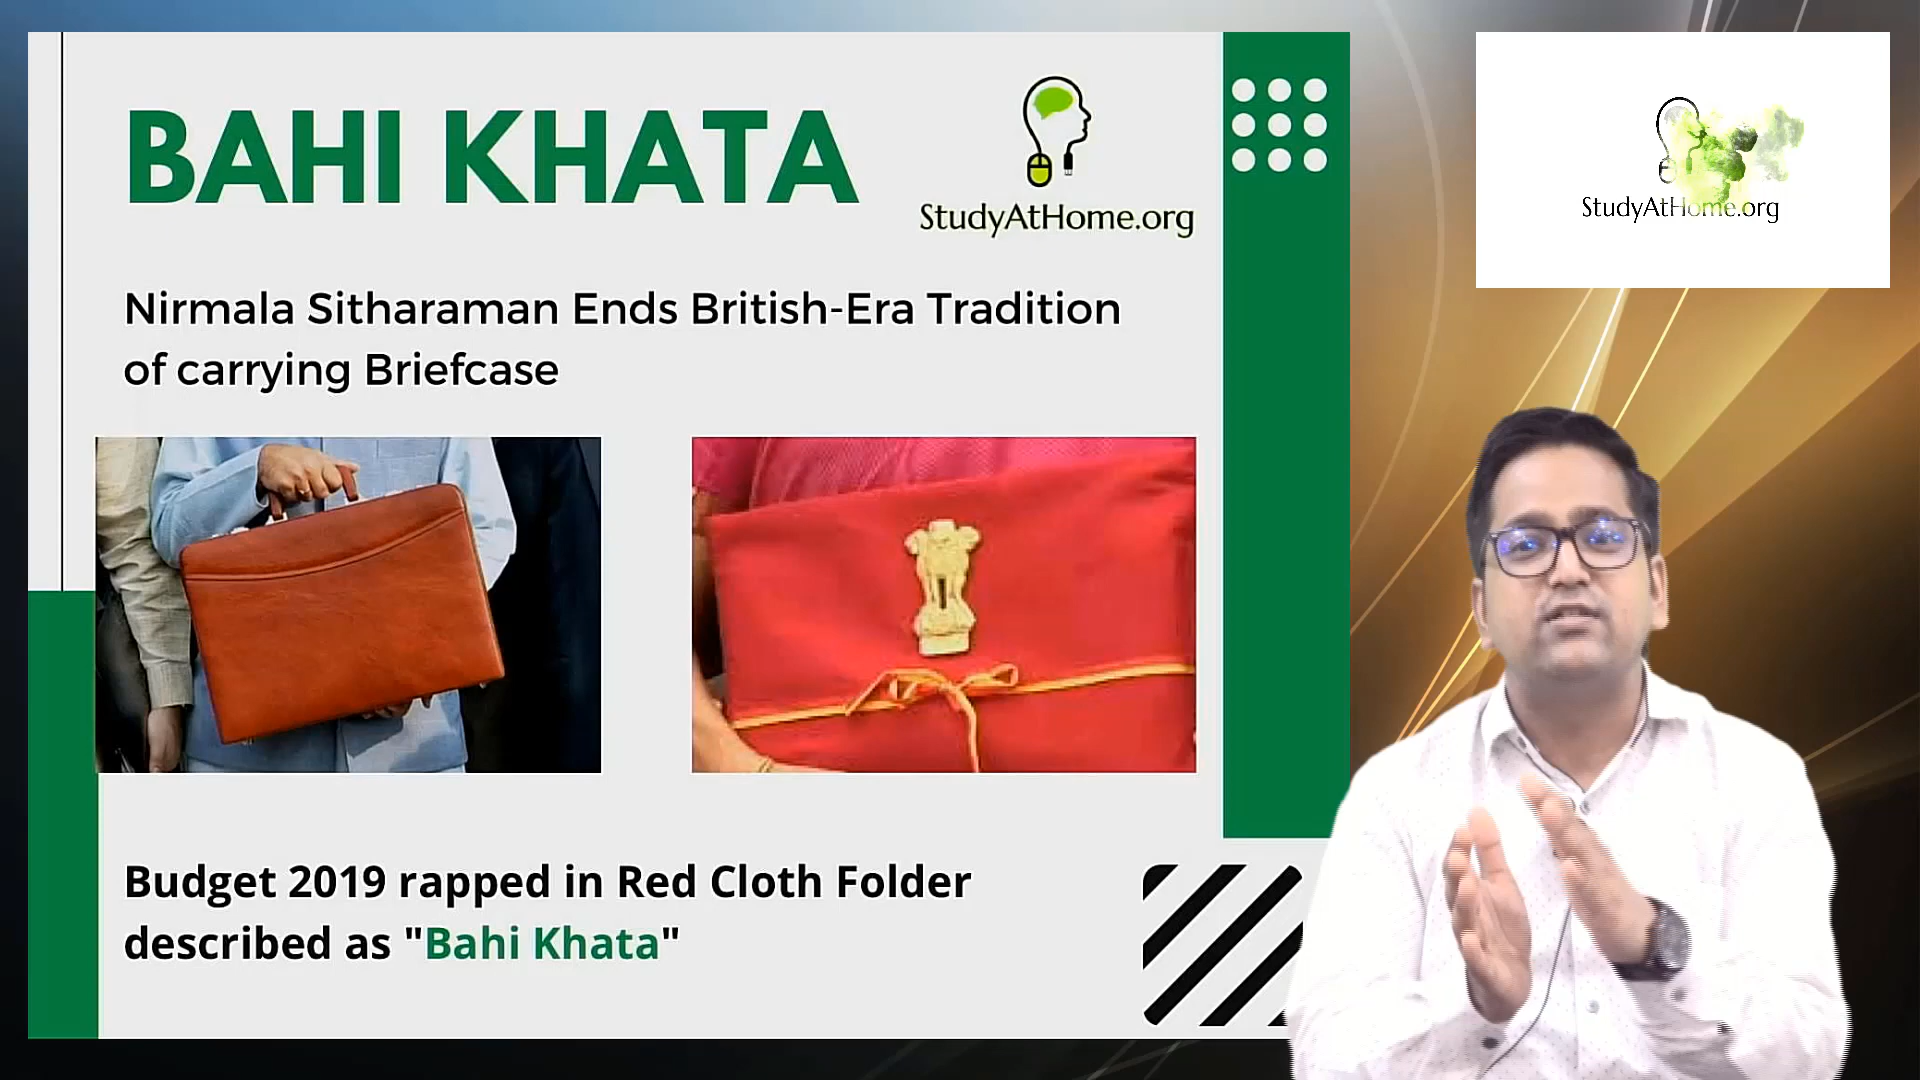 BAHI KHATA
StudyAtHome.org
Nirmala Sitharaman Ends British-Era Tradition
of carrying Briefcase
Budget 2019 rapped in Red Cloth Folder
described as "Bahi Khata"
StudyAtHome.org